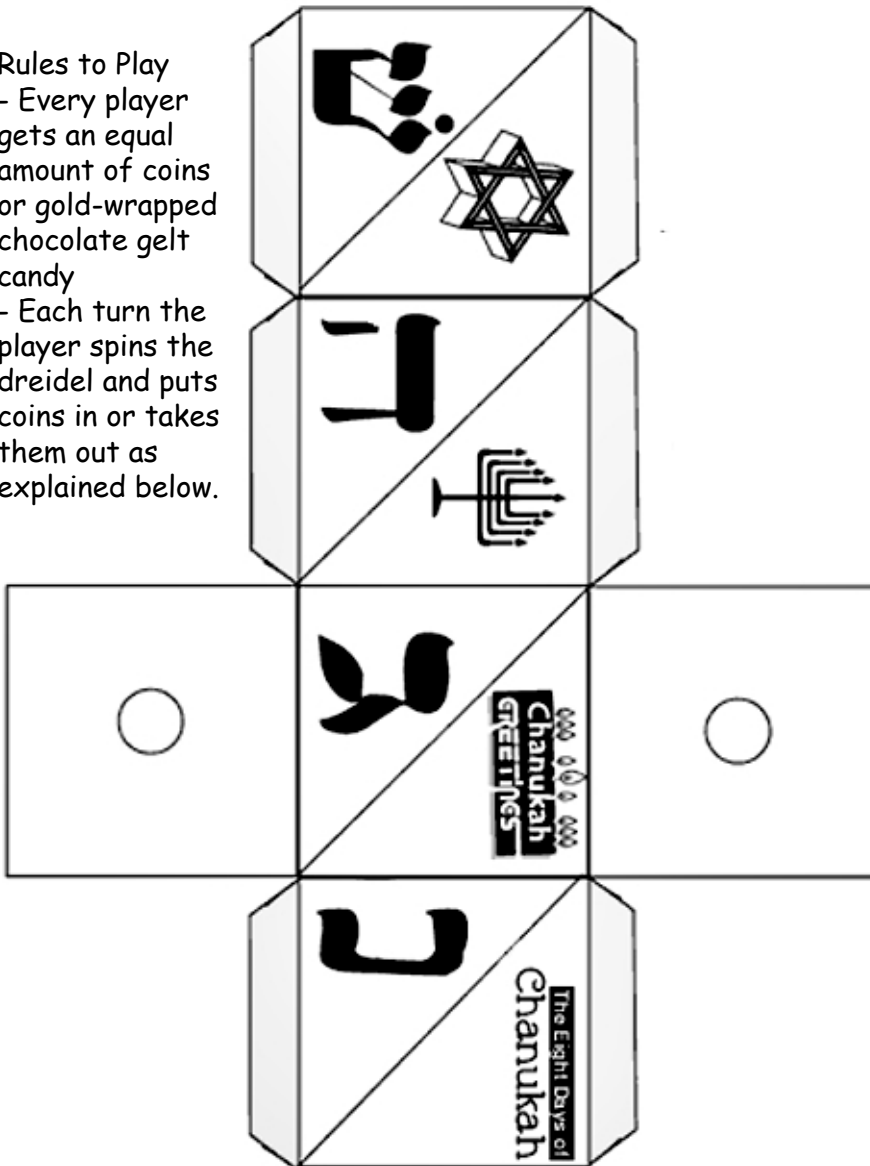 Rules to Play
- Every player
gets an equal
amount of coins
or gold-wrapped
chocolate gelt
candy
- Each turn the
player spins the
dreidel and puts
coins in or takes
them out as
explained below.
שׁ
ה
ג
Chanukah
GREETINGS
נ
The Eight Days of
Chanukah